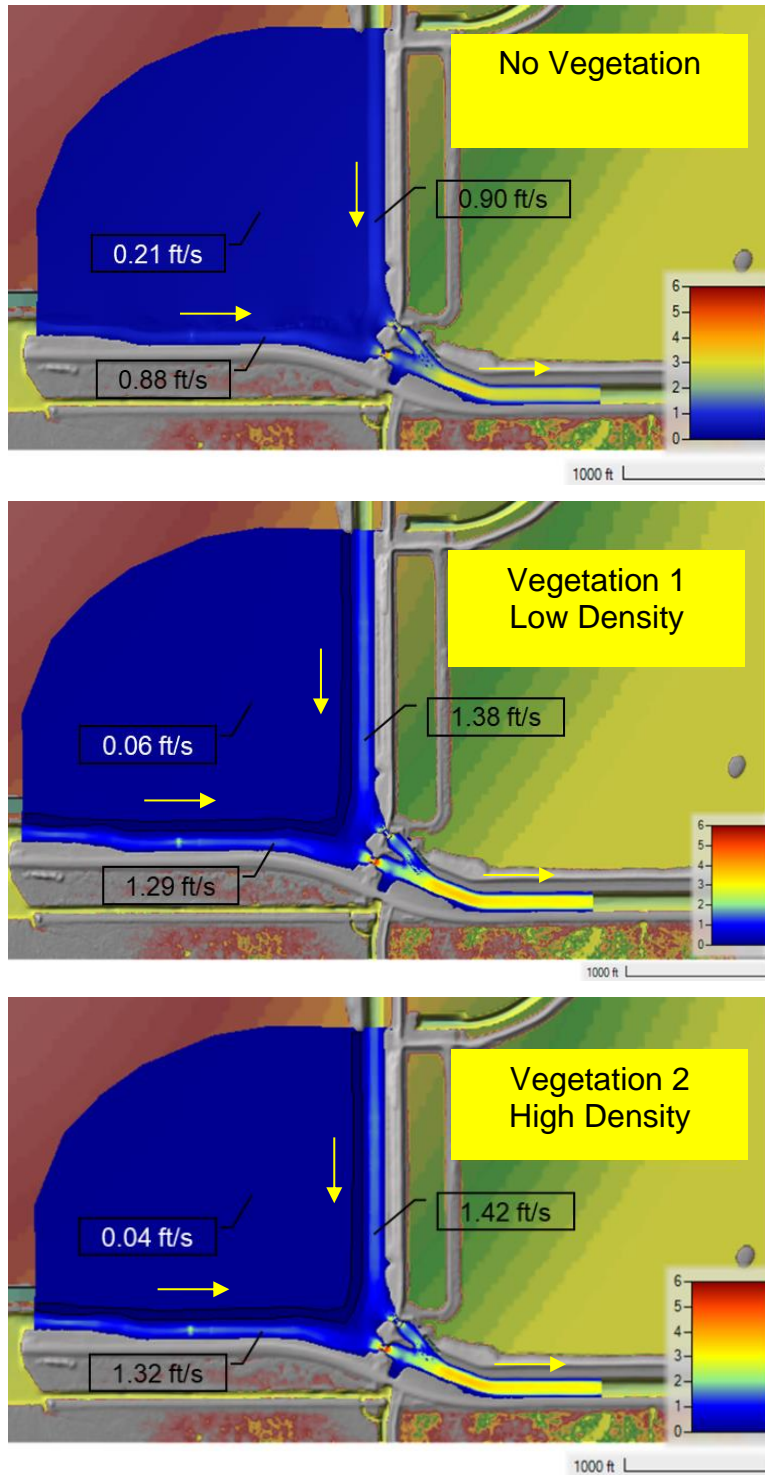 No Vegetation
0.90 ft/s
0.21 ft/s
0.88 ft/s
6
5
4
3
2
1
0
1000 ft
Vegetation 1
Low Density
1.38 ft/s
0.06 ft/s
1.29 ft/s
6
5
4
3
2
1
0
1000 ft
Vegetation 2
High Density
1.42 ft/s
0.04 ft/s
1.32 ft/s
6
5
4
3
2
1
0
1000 ft